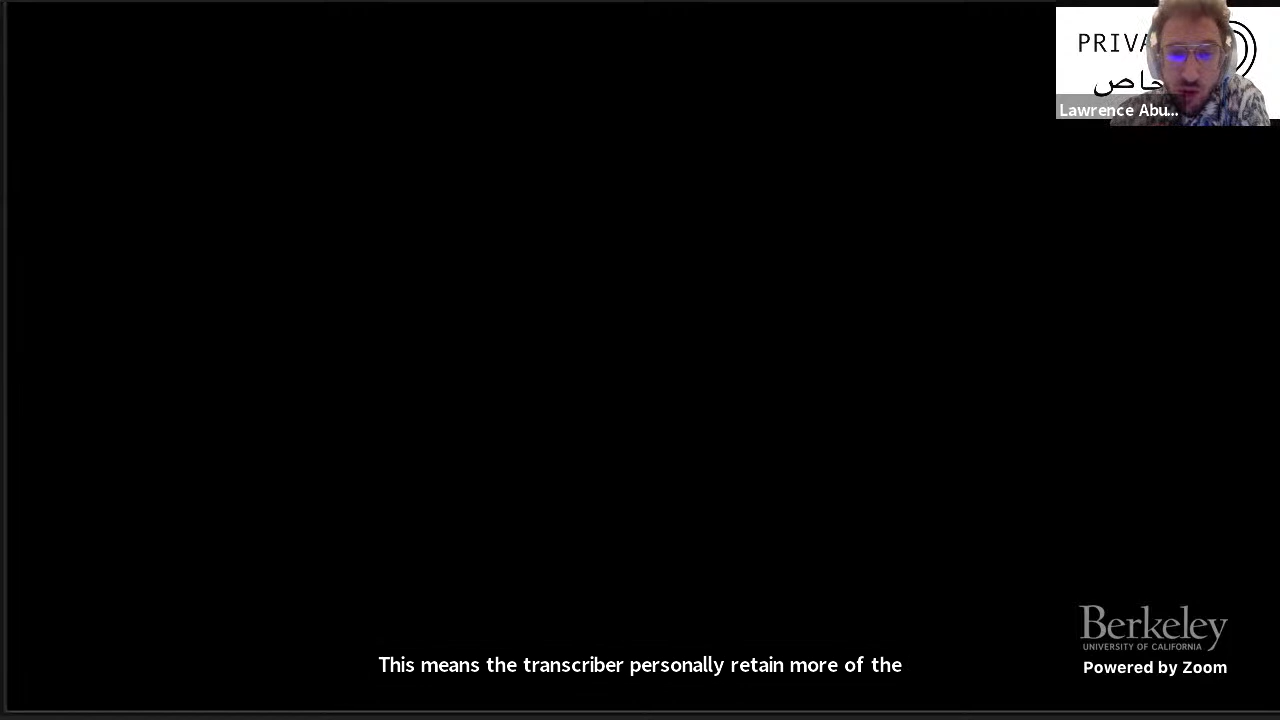 PRIVA
خاص
Lawrence Abu...
Berkeley
UNIVERSITY OF CALIFORNIA
This means the transcriber personally retain more of the
Powered by Zoom